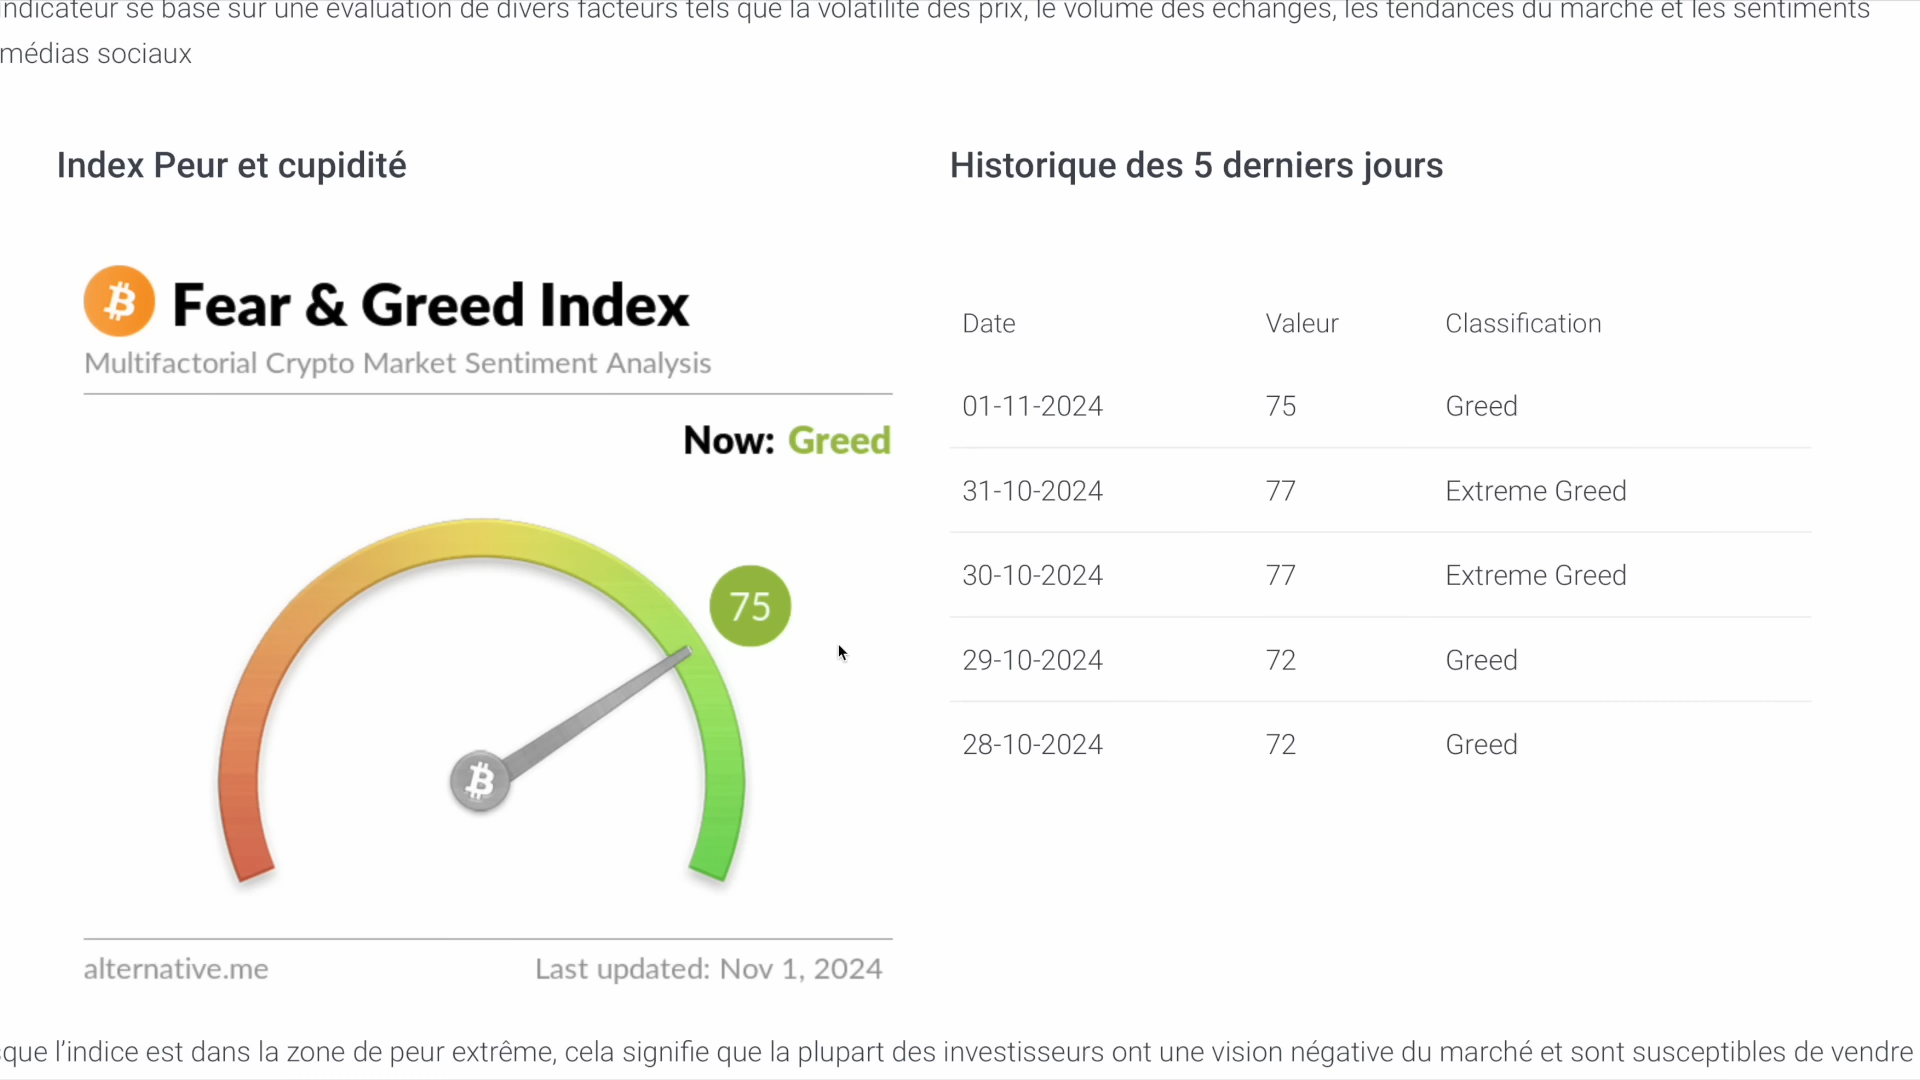 indicateur se base sur une évaluation de divers facteurs tels que la volatilité des prix, le volume des échanges, les tendances du marché et les sentiments
médias sociaux
Index Peur et cupidité
Fear & Greed Index
Multifactorial Crypto Market Sentiment Analysis
Now: Greed
75
alternative.me
Last updated: Nov 1, 2024
Historique des 5 derniers jours
Date Valeur Classification
01-11-2024 75 Greed
31-10-2024 77 Extreme Greed
30-10-2024 77 Extreme Greed
29-10-2024 72 Greed
28-10-2024 72 Greed
sque l’indice est dans la zone de peur extrême, cela signifie que la plupart des investisseurs ont une vision négative du marché et sont susceptibles de vendre